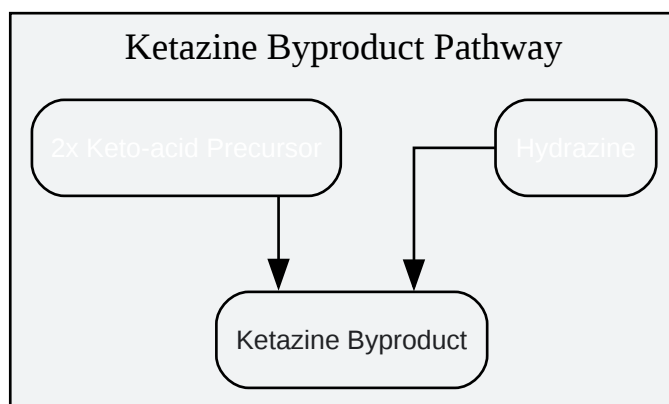 Ketazine Byproduct Pathway
2x Keto-acid Precursor
Hydrazine
Ketazine Byproduct